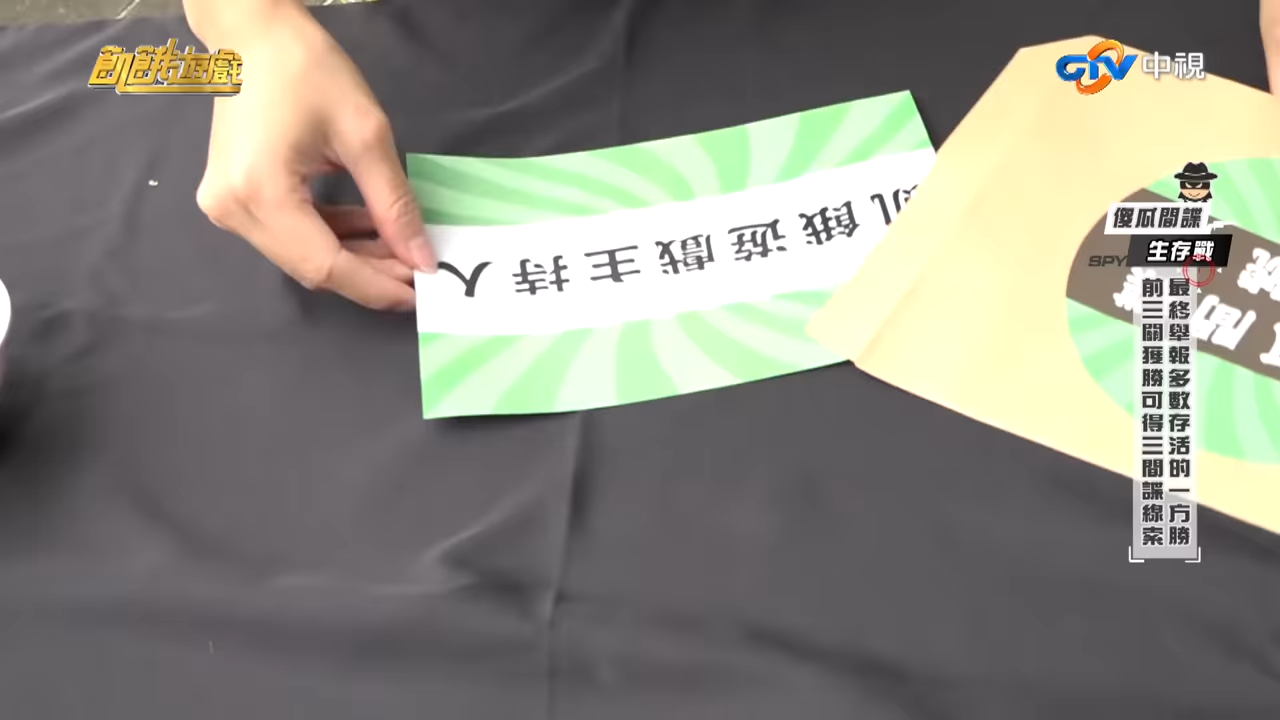 飢餓遊戲
CTV中視
飢餓遊戲主持人
傻瓜間諜
生存戰
SPY
最終舉報多數存活的一方勝
前三關獲勝可得三間諜線索